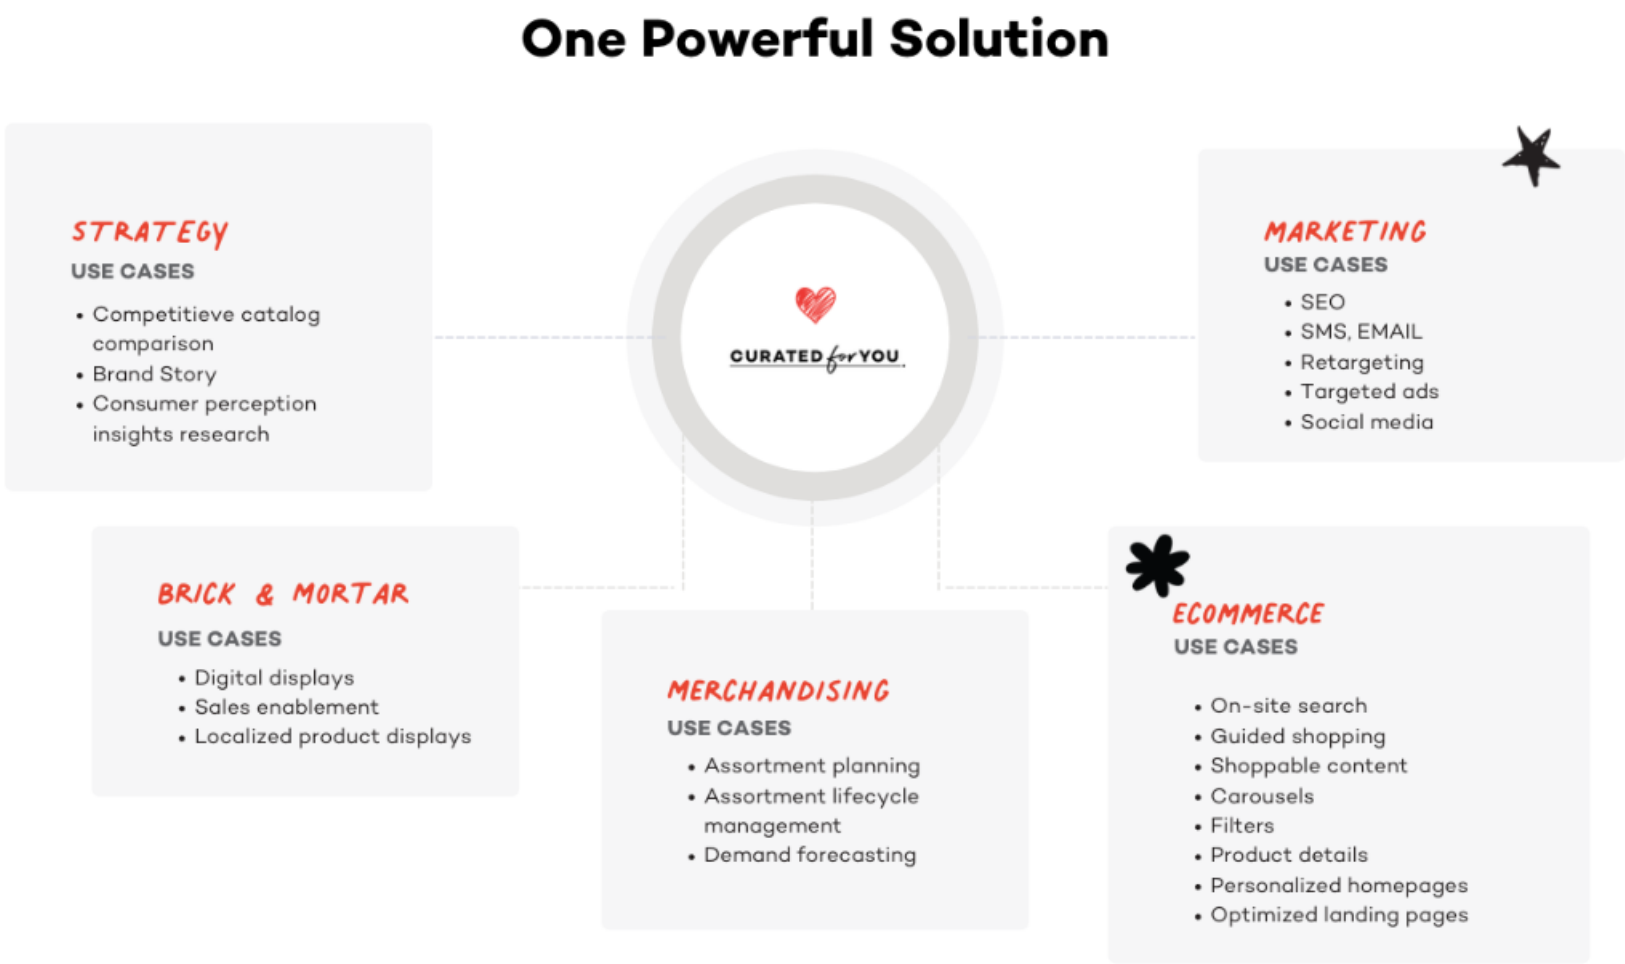 One Powerful Solution
STRATEGY
USE CASES
• Competitieve catalog
comparison
• Brand Story
• Consumer perception
insights research
CURATED for YOU.
MARKETING
USE CASES
• SEO
• SMS, EMAIL
• Retargeting
• Targeted ads
• Social media
BRICK & MORTAR
USE CASES
• Digital displays
• Sales enablement
• Localized product displays
MERCHANDISING
USE CASES
• Assortment planning
• Assortment lifecycle
management
• Demand forecasting
ECOMMERCE
USE CASES
• On-site search
• Guided shopping
• Shoppable content
• Carousels
• Filters
• Product details
• Personalized homepages
• Optimized landing pages